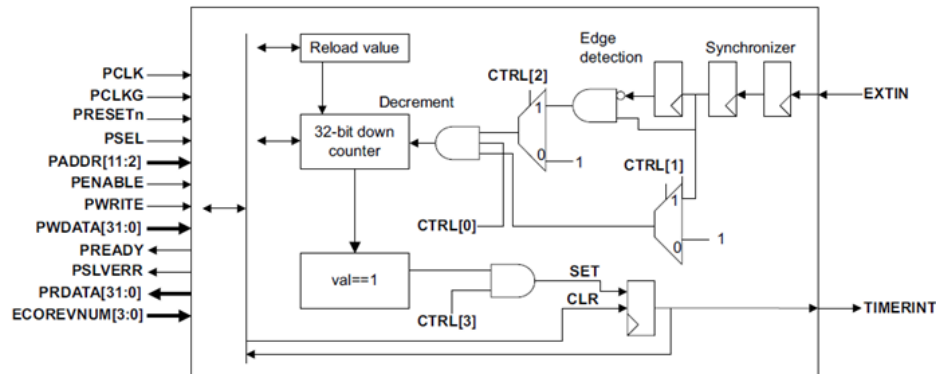 PCLK
PCLKG
PRESETn
PSEL
PADDR[11:2]
PENABLE
PWRITE
PWDATA[31:0]
PREADY
PSLVERR
PRDATA[31:0]
ECOREVNUM[3:0]
Reload value
Decrement
32-bit down
counter
val==1
CTRL[0]
CTRL[3]
CTRL[2]
1
0
1
Edge
detection
Synchronizer
CTRL[1]
1
0
1
SET
CLR
EXTIN
TIMERINT